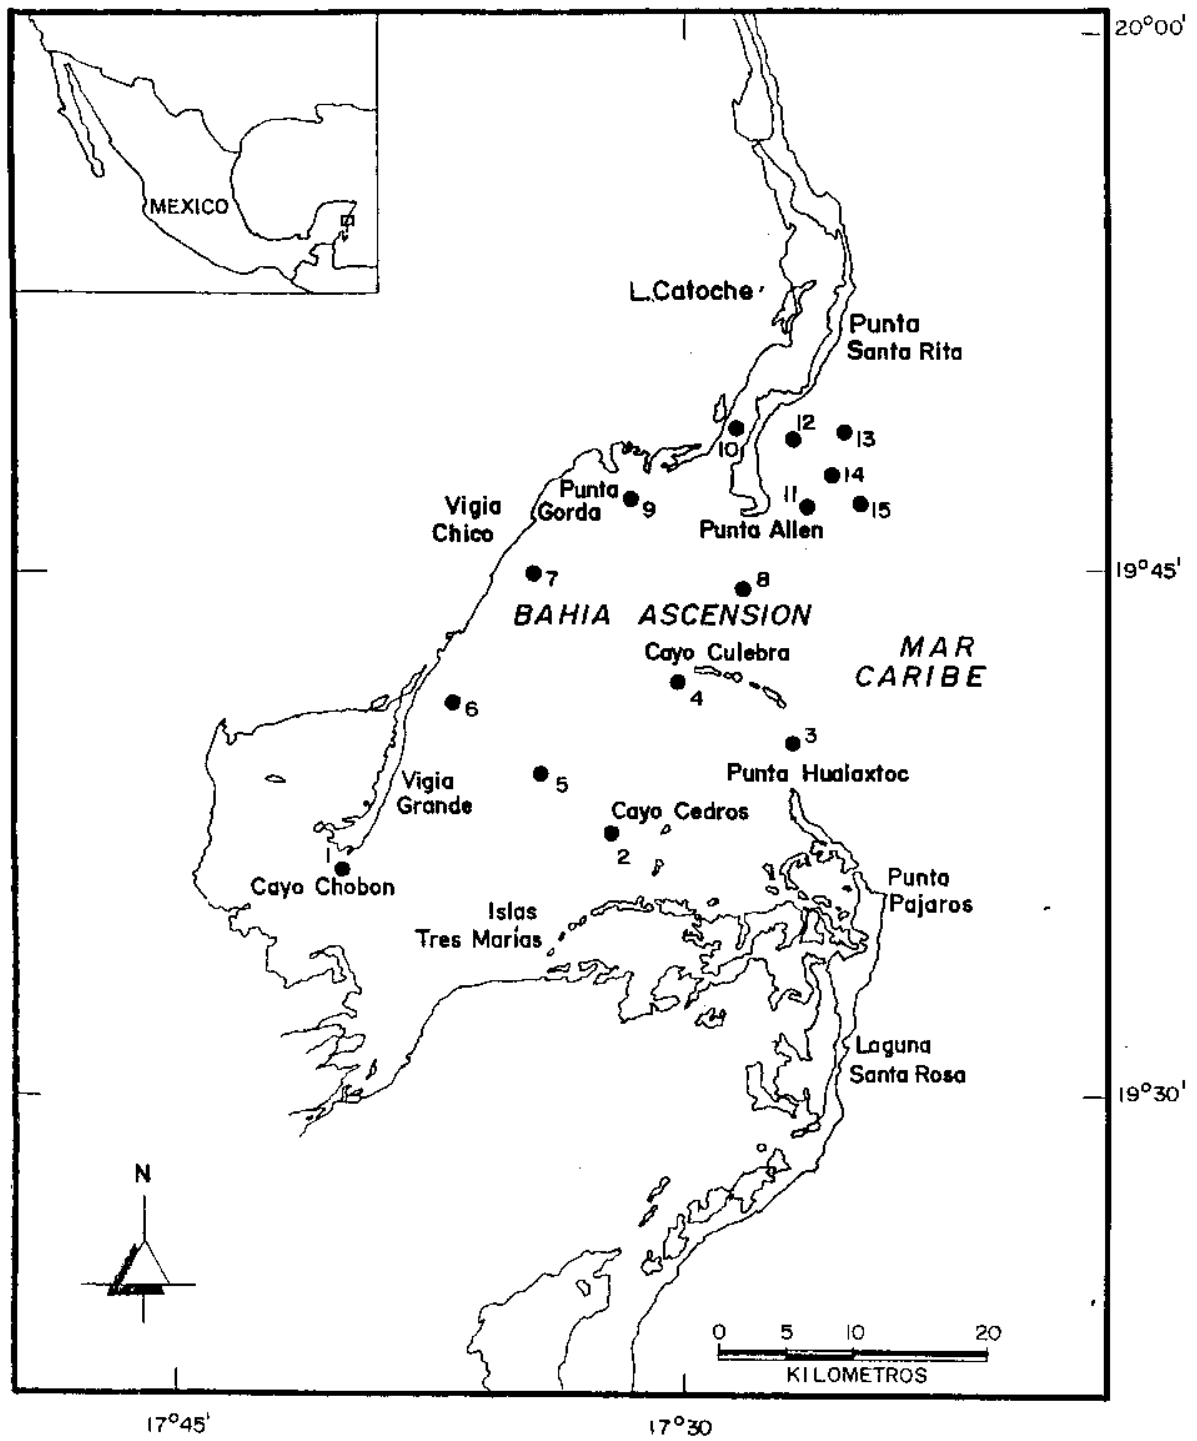 20°00'
MEXICO
L.Catoche
Punta
Santa Rita
12
13
10
14
Punta
Gorda
9
11
15
Vigia
Chico
Punta Allen
7
8
19°45'
BAHIA ASCENSION
Cayo Culebra
MAR
CARIBE
4
6
3
Punta Hualaxtoc
5
Vigia
Grande
Cayo Cedros
2
1
Cayo Chobon
Punta
Pajaros
Islas
Tres Marías
Laguna
Santa Rosa
19°30'
N
0 5 10 20
KILOMETROS
17°45'
17°30